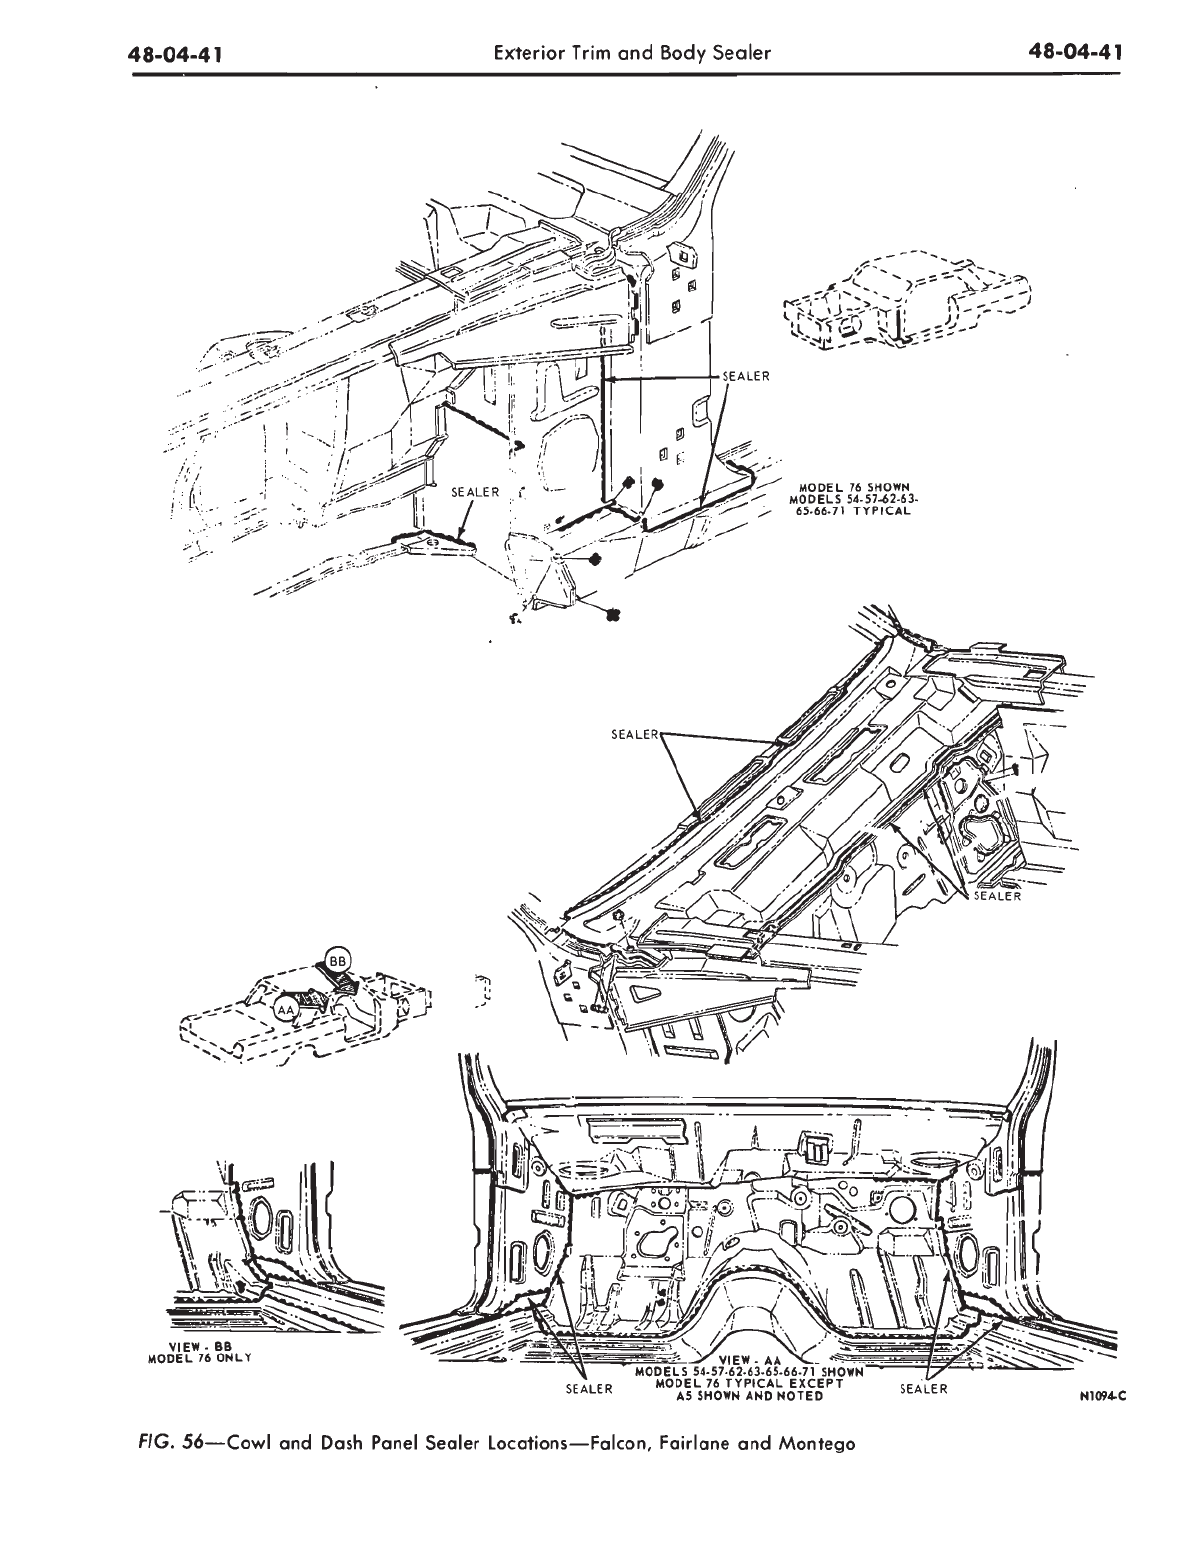 48-04-41
Exterior Trim and Body Sealer
48-04-41
SEALER
SEALER
MODEL 76 SHOWN
MODELS 54-57-62-63-
65-66-71 TYPICAL
SEALER
SEALER
BB
AA
VIEW - BB
MODEL 76 ONLY
SEALER
VIEW - AA
MODELS 54-57-62-63-65-66-71 SHOWN
MODEL 76 TYPICAL EXCEPT
AS SHOWN AND NOTED
SEALER
N1094-C
FIG. 56—Cowl and Dash Panel Sealer Locations—Falcon, Fairlane and Montego